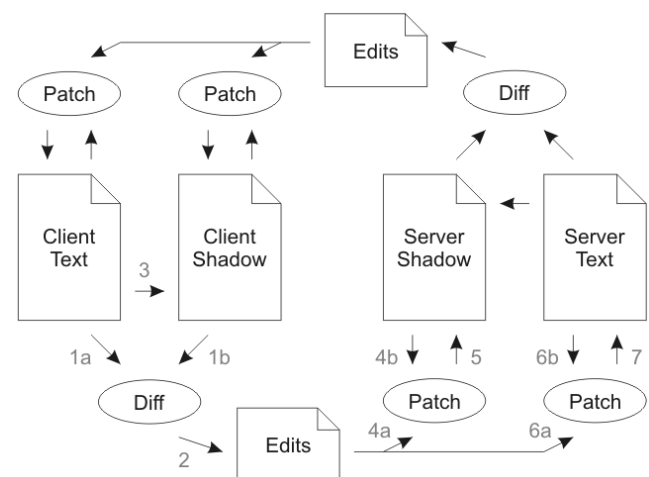 Edits
Patch
Patch
Diff
Client
Text
Client
Shadow
Server
Shadow
Server
Text
3
1a
1b
4b
5
6b
7
Diff
Patch
Patch
2
Edits
4a
6a